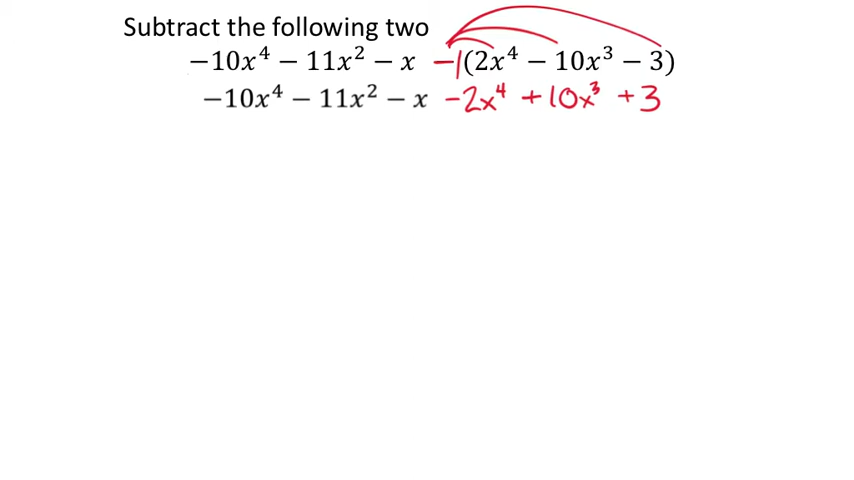 Subtract the following two
−10x⁴ − 11x² − x −1(2x⁴ − 10x³ − 3)
−10x⁴ − 11x² − x −2x⁴ +10x³ +3